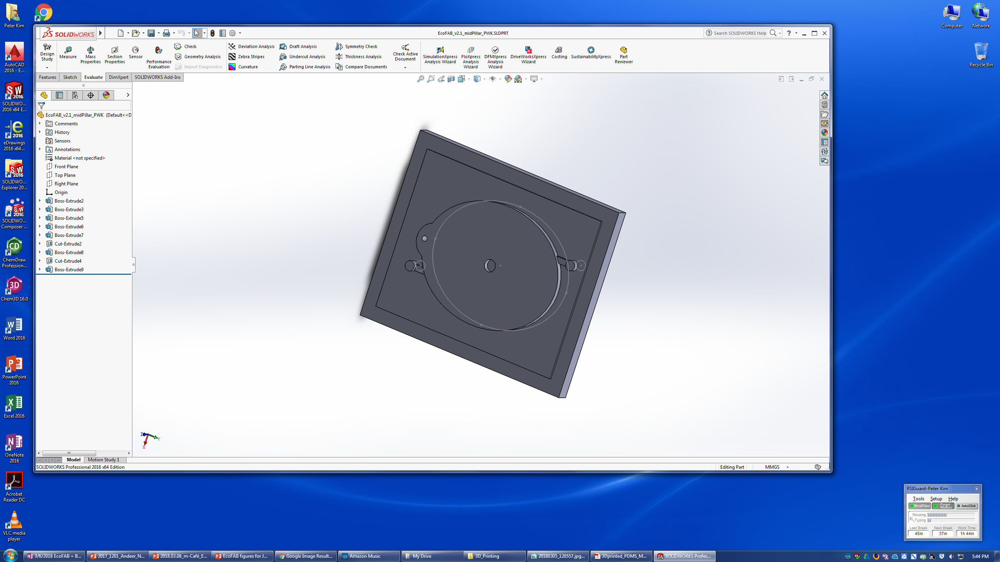 Peter Kim
AutoCAD
2016 - E...
SOLIDWO...
2016 x64 E...
eDrawings
2016 x64...
SOLIDWO...
Explorer 20...
SOLIDWO...
Composer ...
ChemDraw
Profession...
Chem3D 16.0
Word 2016
PowerPoint
2016
Excel 2016
OneNote
2016
Acrobat
Reader DC
VLC media
player
Computer
Network
Recycle Bin
SOLIDWORKS
EcoFAB_v2.1_midPillar_PWK.SLDPRT
Search SOLIDWORKS Help
Design
Study
Measure
Mass
Properties
Section
Properties
Sensor
Performance
Evaluation
Check
Geometry Analysis
Import Diagnostics
Deviation Analysis
Zebra Stripes
Curvature
Draft Analysis
Undercut Analysis
Parting Line Analysis
Symmetry Check
Thickness Analysis
Compare Documents
Check Active
Document
SimulationXpress
Analysis Wizard
FloXpress
Analysis
Wizard
DFMXpress
Analysis
Wizard
DriveWorksXpress
Wizard
Costing
SustainabilityXpress
Part
Reviewer
Features
Sketch
Evaluate
DimXpert
SOLIDWORKS Add-Ins
EcoFAB_v2.1_midPillar_PWK (Default<<D
Comments
History
Sensors
Annotations
Material <not specified>
Front Plane
Top Plane
Right Plane
Origin
Boss-Extrude2
Boss-Extrude3
Boss-Extrude5
Boss-Extrude6
Boss-Extrude7
Cut-Extrude2
Boss-Extrude8
Cut-Extrude4
Boss-Extrude9
Z
Y
X
Model
Motion Study 1
SOLIDWORKS Professional 2016 x64 Edition
Editing Part
MMGS
RSIGuard-Peter Kim
Tools Setup Help
BreakTimer
Forget
MeNots
AutoClick
Mousing
Typing
Last Break Next Break Work Time
45m 37m 1h 44m
3/6/2018 EcoFAB + B...
2017_1201_Andeer_N...
2018.03.08_m-Café_E...
EcoFAB figures for J...
Google Image Result...
Amazon Music
My Drive
3D_Printing
20180305_120557.jpg...
3Dprinted_PDMS_M...
SOLIDWORKS Profes...
5:44 PM